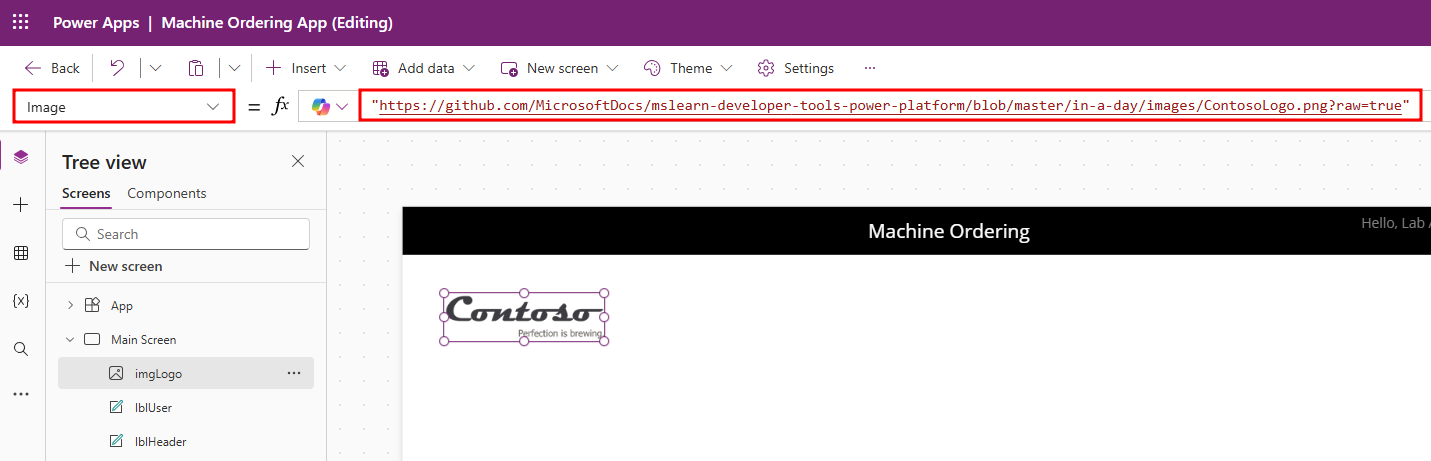 Power Apps | Machine Ordering App (Editing)
Back Insert Add data New screen Theme Settings ...
Image = fx "https://github.com/MicrosoftDocs/mslearn-developer-tools-power-platform/blob/master/in-a-day/images/ContosoLogo.png?raw=true"
Tree view
Screens Components
Search
New screen
App
Main Screen
imgLogo ...
lblUser
lblHeader
Machine Ordering
Hello, Lab
Contoso
Perfection is brewing